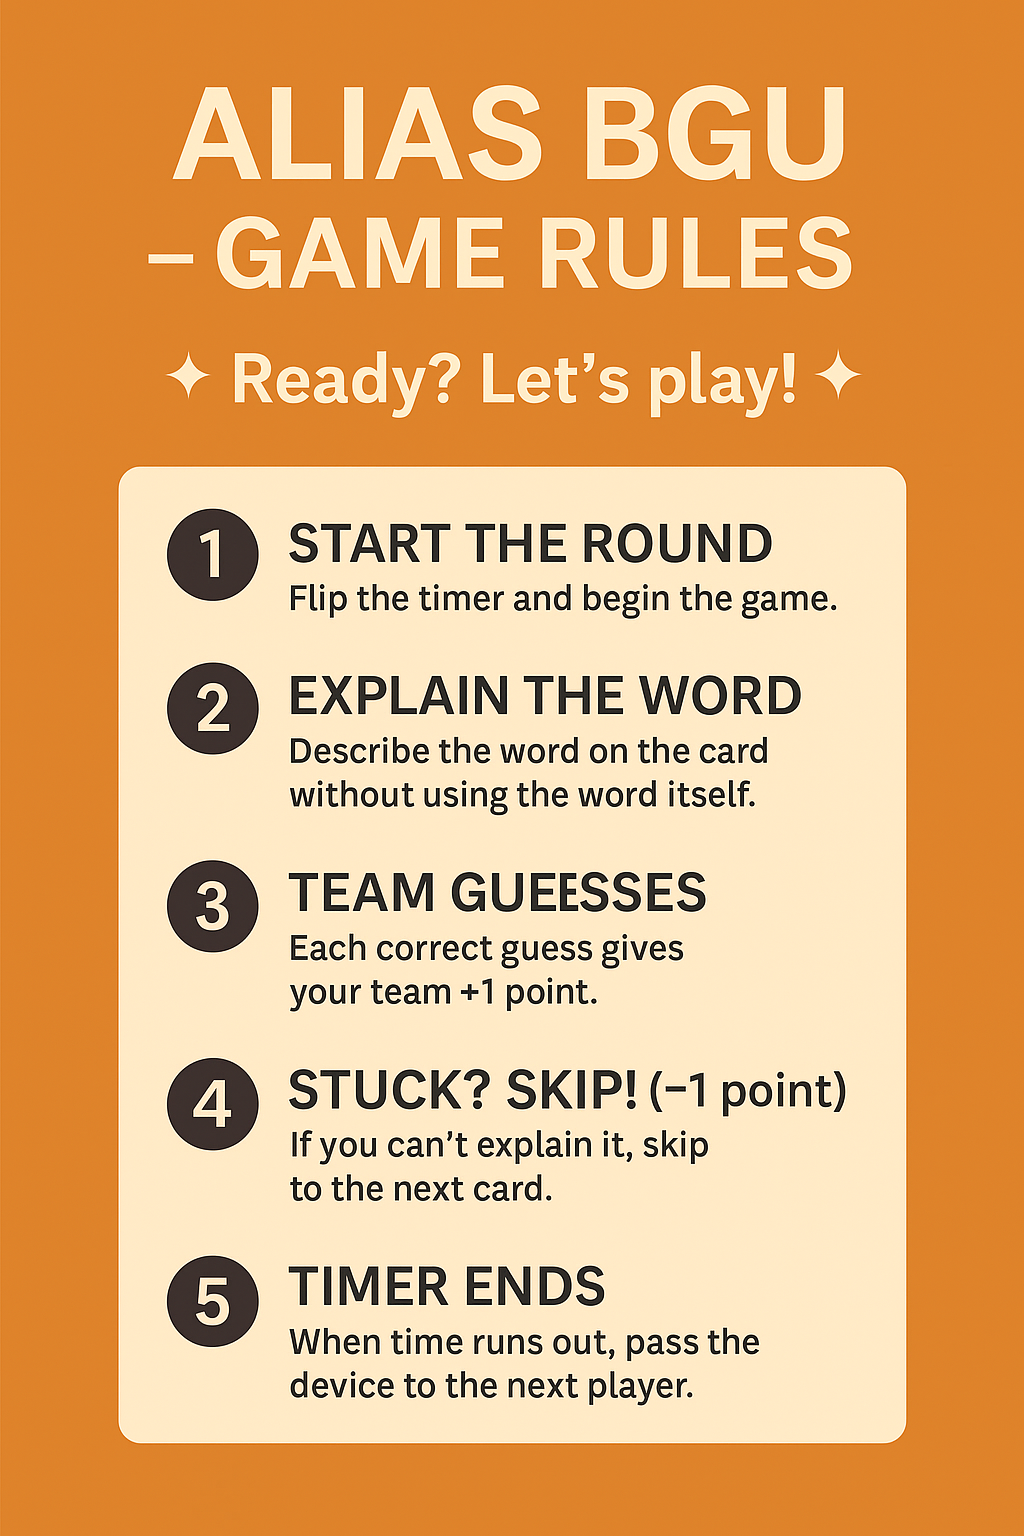 ALIAS BGU
– GAME RULES
✦ Ready? Let’s play! ✦
1 START THE ROUND
Flip the timer and begin the game.
2 EXPLAIN THE WORD
Describe the word on the card
without using the word itself.
3 TEAM GUEESSES
Each correct guess gives
your team +1 point.
4 STUCK? SKIP! (–1 point)
If you can’t explain it, skip
to the next card.
5 TIMER ENDS
When time runs out, pass the
device to the next player.